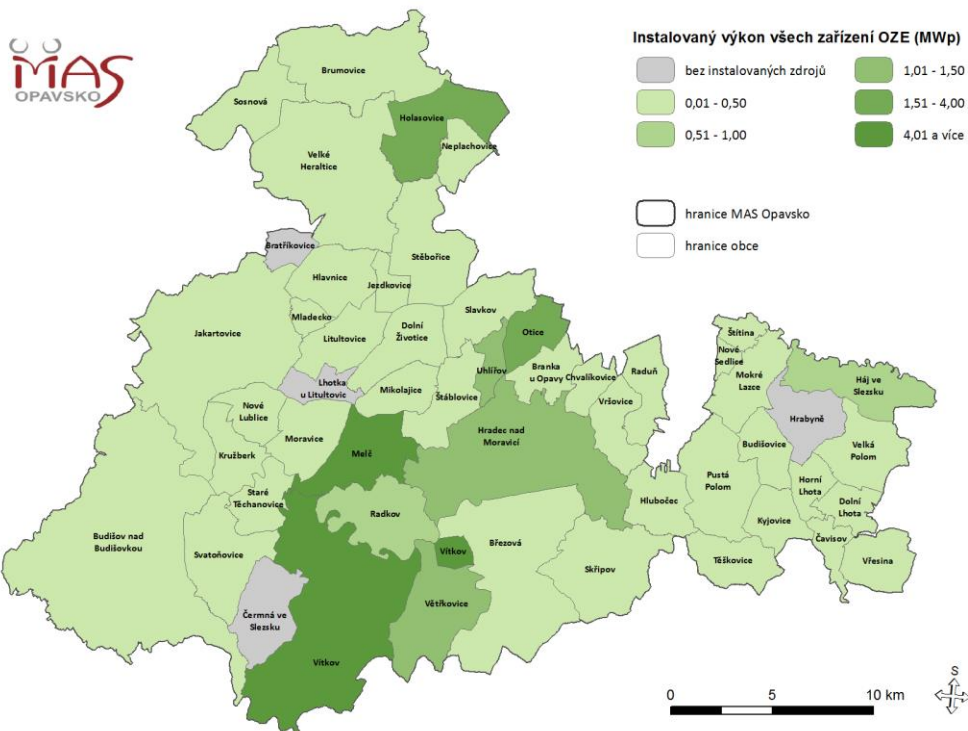 MAS
OPAVSKO
Instalovaný výkon všech zařízení OZE (MWp)
bez instalovaných zdrojů
1,01 - 1,50
0,01 - 0,50
1,51 - 4,00
0,51 - 1,00
4,01 a více
hranice MAS Opavsko
hranice obce
Brumovice
Sosnová
Holasovice
Neplachovice
Velké
Heraltice
Bratříkovice
Stěbořice
Hlavnice
Jezdkovice
Mladecko
Slavkov
Jakartovice
Litultovice
Dolní
Životice
Otice
Štítina
Nové
Sedlice
Mokré
Lazce
Háj ve
Slezsku
Uhlířov
Branka
u Opavy
Chvalíkovice
Raduň
Lhotka
u Litultovic
Mikolajice
Štáblovice
Vršovice
Hrabyně
Nové
Lublice
Moravice
Hradec nad
Moravicí
Budišovice
Velká
Polom
Kružberk
Melč
Pustá
Polom
Horní
Lhota
Staré
Těchanovice
Radkov
Hlubočec
Dolní
Lhota
Kyjovice
Budišov nad
Budišovkou
Svatoňovice
Vítkov
Březová
Čavisov
Skřipov
Těškovice
Vřesina
Čermná ve
Slezsku
Větřkovice
Vítkov
S
0 5 10 km